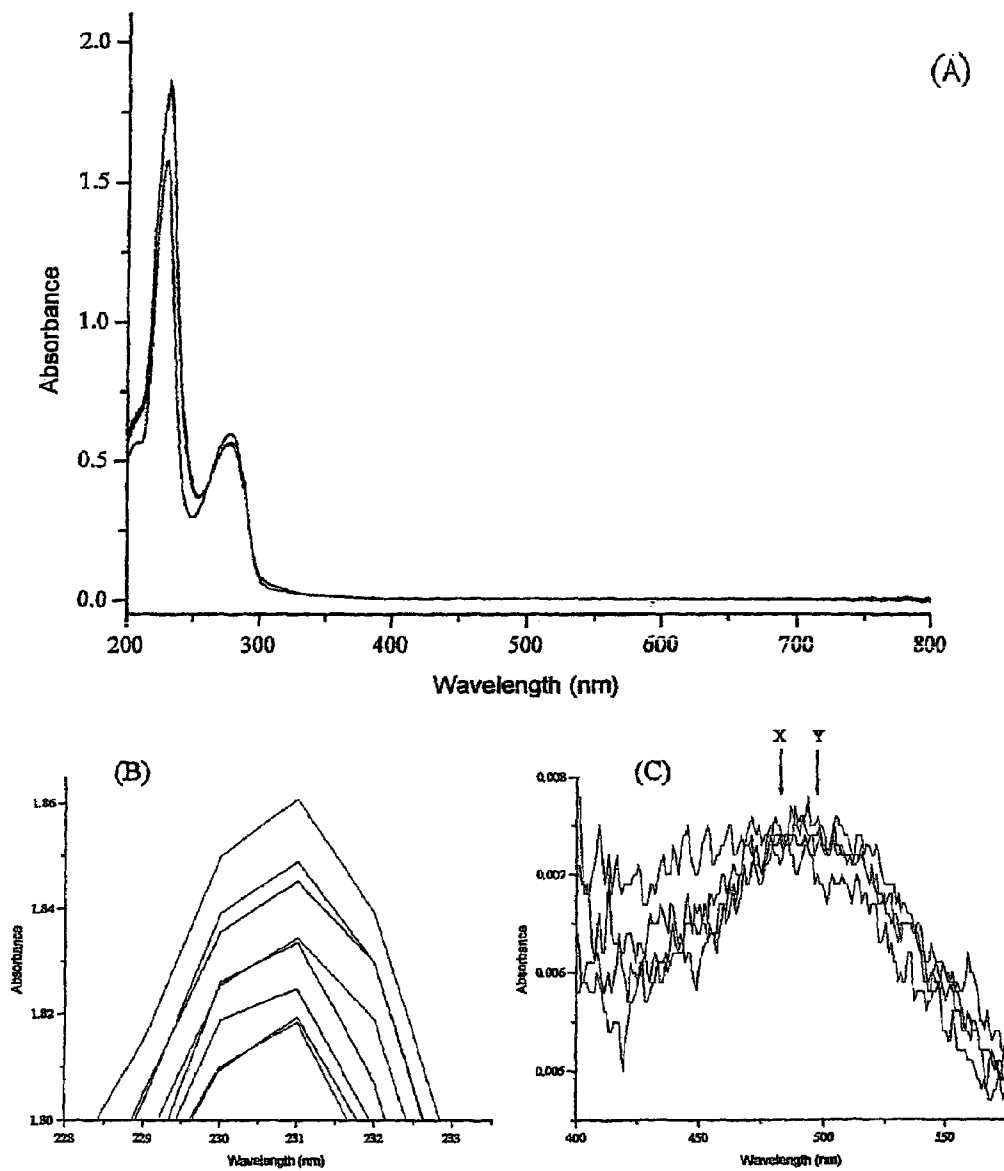 (A)
2.0
1.5
1.0
0.5
0.0
Absorbance
200 300 400 500 600 700 800
Wavelength (nm)
(B)
1.86
1.84
1.82
1.80
Absorbance
228 229 230 231 232 233
Wavelength (nm)
X Y
(C)
0.008
0.007
0.006
0.005
Absorbance
400 450 500 550
Wavelength (nm)